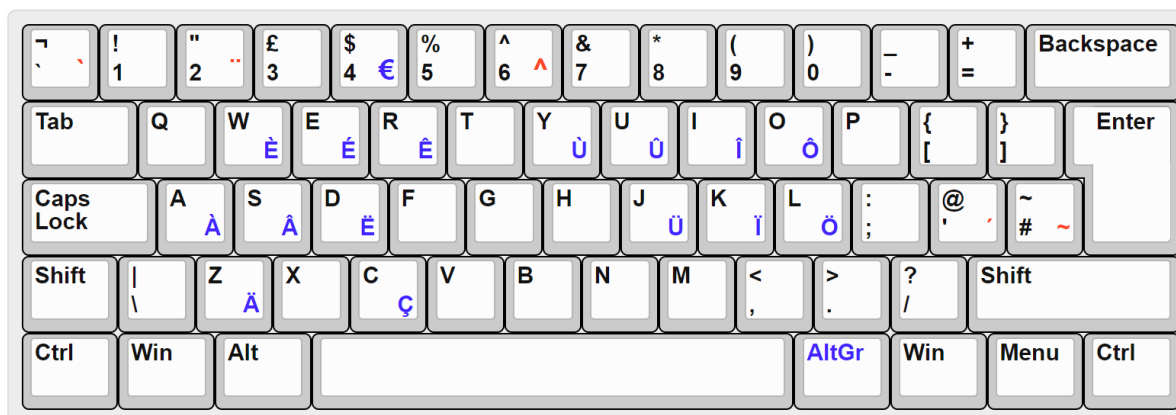 ¬ ! " £ $ % ^ & * ( ) _ + Backspace
` ` 1 2 ¨ 3 4 € 5 6 ^ 7 8 9 0 - =
Tab Q W E R T Y U I O P { } Enter
È É Ê Ù Û Î Ô [ ]
Caps A S D F G H J K L : @ ~
Lock À Â Ë Ü Ï Ö ; ' ´ # ~
Shift | Z X C V B N M < > ? Shift
\ Ä Ç , . /
Ctrl Win Alt AltGr Win Menu Ctrl